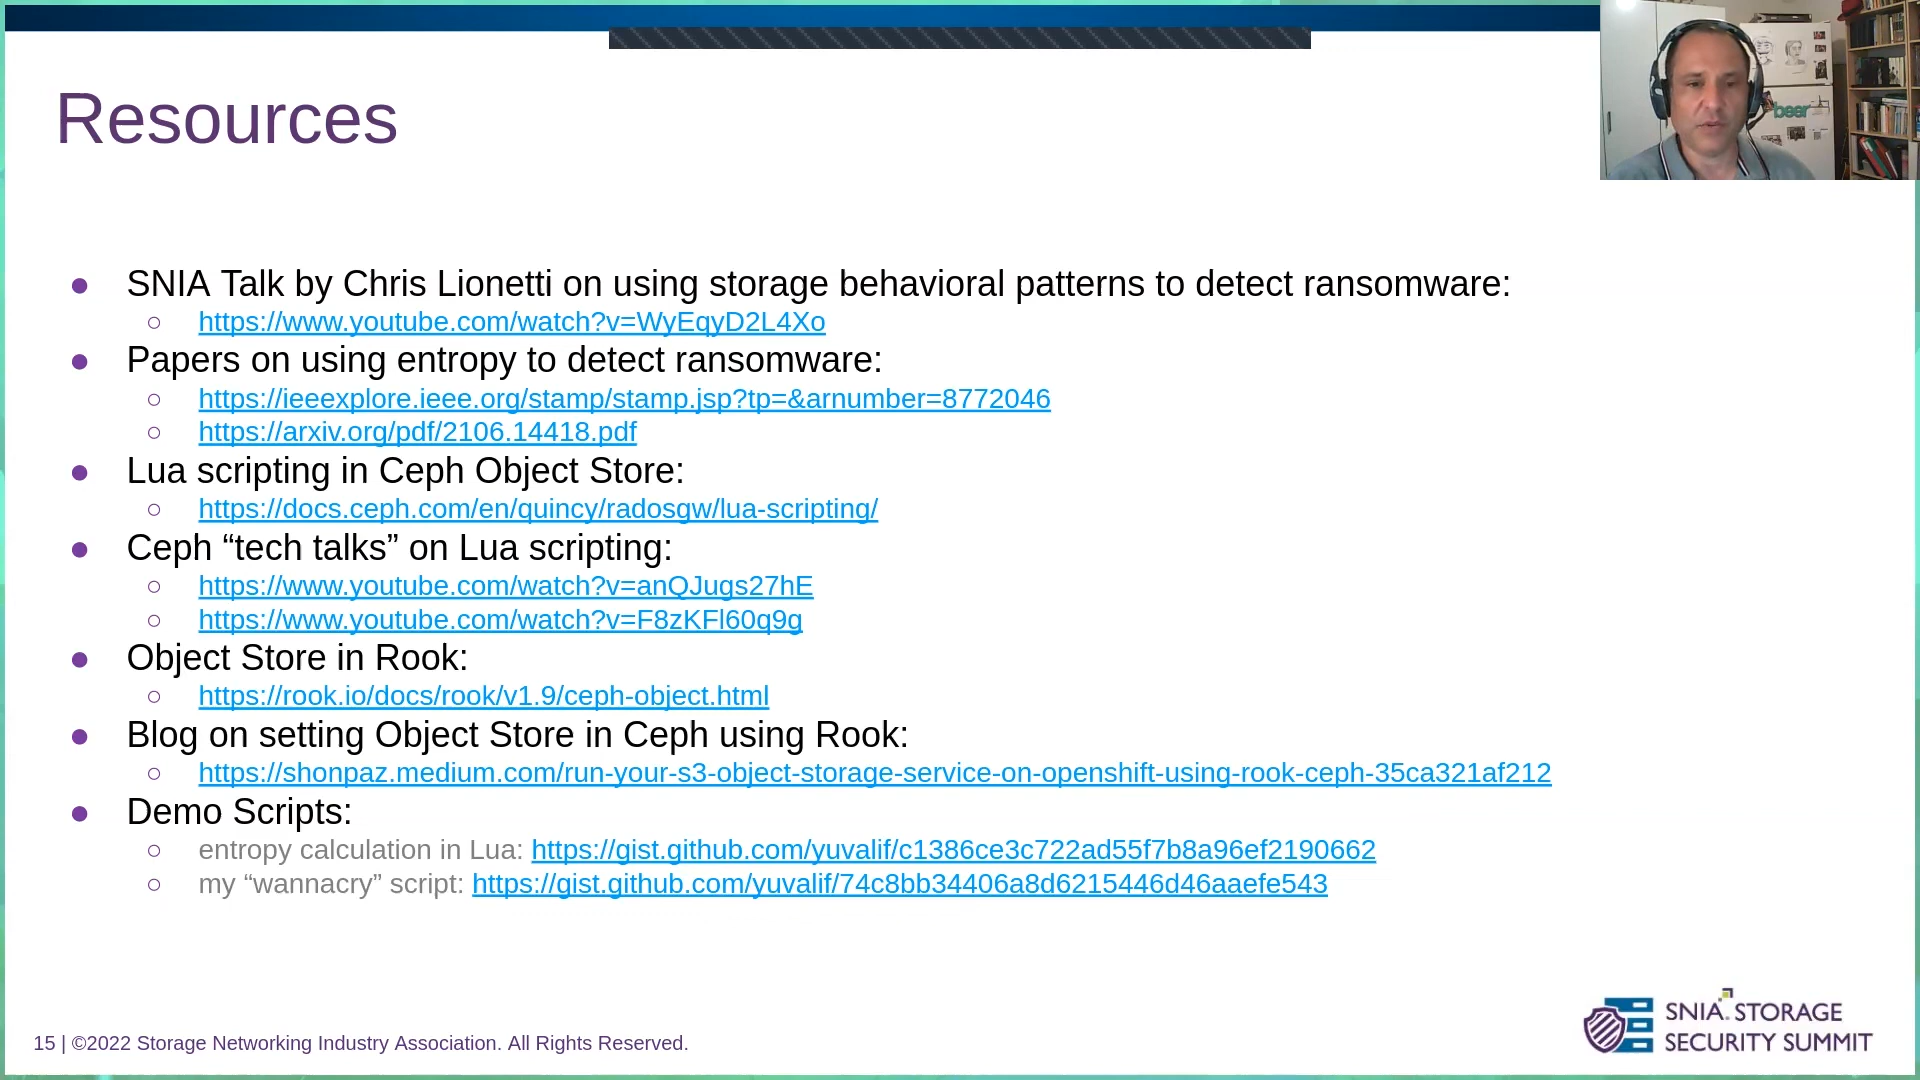 Resources
beer
● SNIA Talk by Chris Lionetti on using storage behavioral patterns to detect ransomware:
○ https://www.youtube.com/watch?v=WyEqyD2L4Xo
● Papers on using entropy to detect ransomware:
○ https://ieeexplore.ieee.org/stamp/stamp.jsp?tp=&arnumber=8772046
○ https://arxiv.org/pdf/2106.14418.pdf
● Lua scripting in Ceph Object Store:
○ https://docs.ceph.com/en/quincy/radosgw/lua-scripting/
● Ceph “tech talks” on Lua scripting:
○ https://www.youtube.com/watch?v=anQJugs27hE
○ https://www.youtube.com/watch?v=F8zKFl60q9g
● Object Store in Rook:
○ https://rook.io/docs/rook/v1.9/ceph-object.html
● Blog on setting Object Store in Ceph using Rook:
○ https://shonpaz.medium.com/run-your-s3-object-storage-service-on-openshift-using-rook-ceph-35ca321af212
● Demo Scripts:
○ entropy calculation in Lua: https://gist.github.com/yuvalif/c1386ce3c722ad55f7b8a96ef2190662
○ my “wannacry” script: https://gist.github.com/yuvalif/74c8bb34406a8d6215446d46aaefe543
15 | ©2022 Storage Networking Industry Association. All Rights Reserved.
SNIA. STORAGE
SECURITY SUMMIT